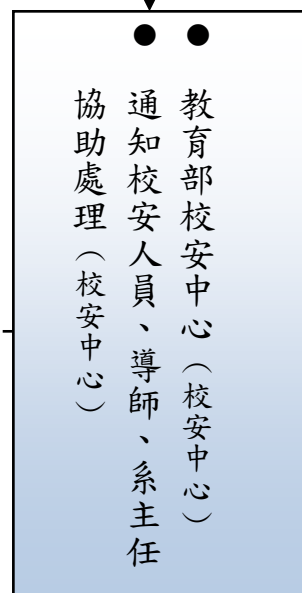 ●教育部校安中心（校安中心）
●通知校安人員、導師、系主任
協助處理（校安中心）